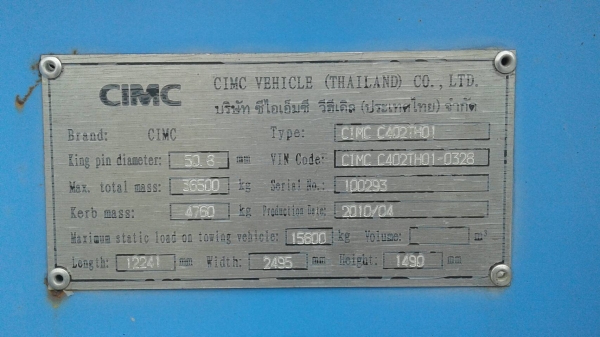 CIMC
CIMC VEHICLE (THAILAND) CO., LTD.
บริษัท ซีไอเอ็มซี วีฮีเคิล (ประเทศไทย) จำกัด
Brand: CIMC Type: CIMC C402TH01
King pin diameter: 50.8 mm VIN Code: CIMC C402TH01-0328
Max. total mass: 36500 kg Serial No.: 100293
Kerb mass: 4760 kg Production Date: 2010/04
Maximum static load on towing vehicle: 15800 kg Volume: m³
Length: 12241 mm Width: 2495 mm Height: 1490 mm